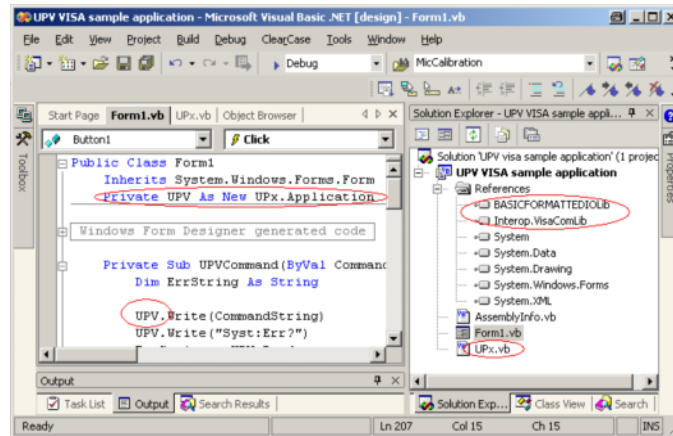 UPV VISA sample application - Microsoft Visual Basic .NET [design] - Form1.vb
File Edit View Project Build Debug ClearCase Tools Window Help
Debug MicCalibration
Start Page Form1.vb UPx.vb Object Browser
Solution Explorer - UPV VISA sample appli...
Button1 Click
Toolbox
Properties
Public Class Form1
Inherits System.Windows.Forms.Form
Private UPV As New UPx.Application
Windows Form Designer generated code
Private Sub UPVCommand(ByVal Command
Dim ErrString As String
UPV.Write(CommandString)
UPV.Write("Syst:Err?")
Solution 'UPV visa sample application' (1 projec
UPV VISA sample application
References
BASICFORMATTEDIOLib
Interop.VisaComLib
System
System.Data
System.Drawing
System.Windows.Forms
System.XML
AssemblyInfo.vb
Form1.vb
UPx.vb
Output
Task List Output Search Results
Solution Exp... Class View Search
Ready Ln 207 Col 15 Ch 15 INS